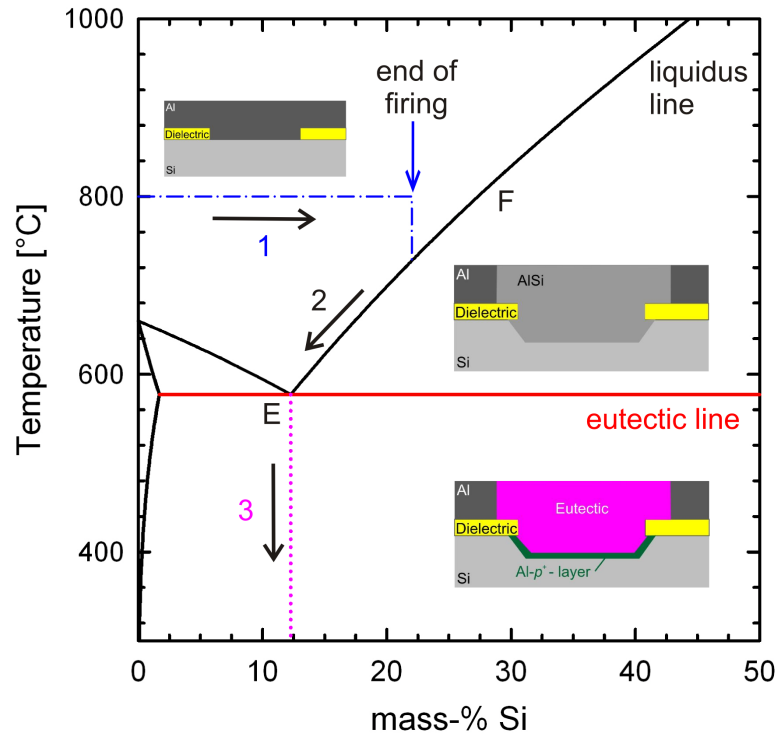 1000
800
600
400
Temperature [°C]
0
10
20
30
40
50
mass-% Si
end of
firing
liquidus
line
F
1
2
E
eutectic line
3
Al
Dielectric
Si
Al
AlSi
Dielectric
Si
Al
Eutectic
Dielectric
Al-p⁺- layer
Si